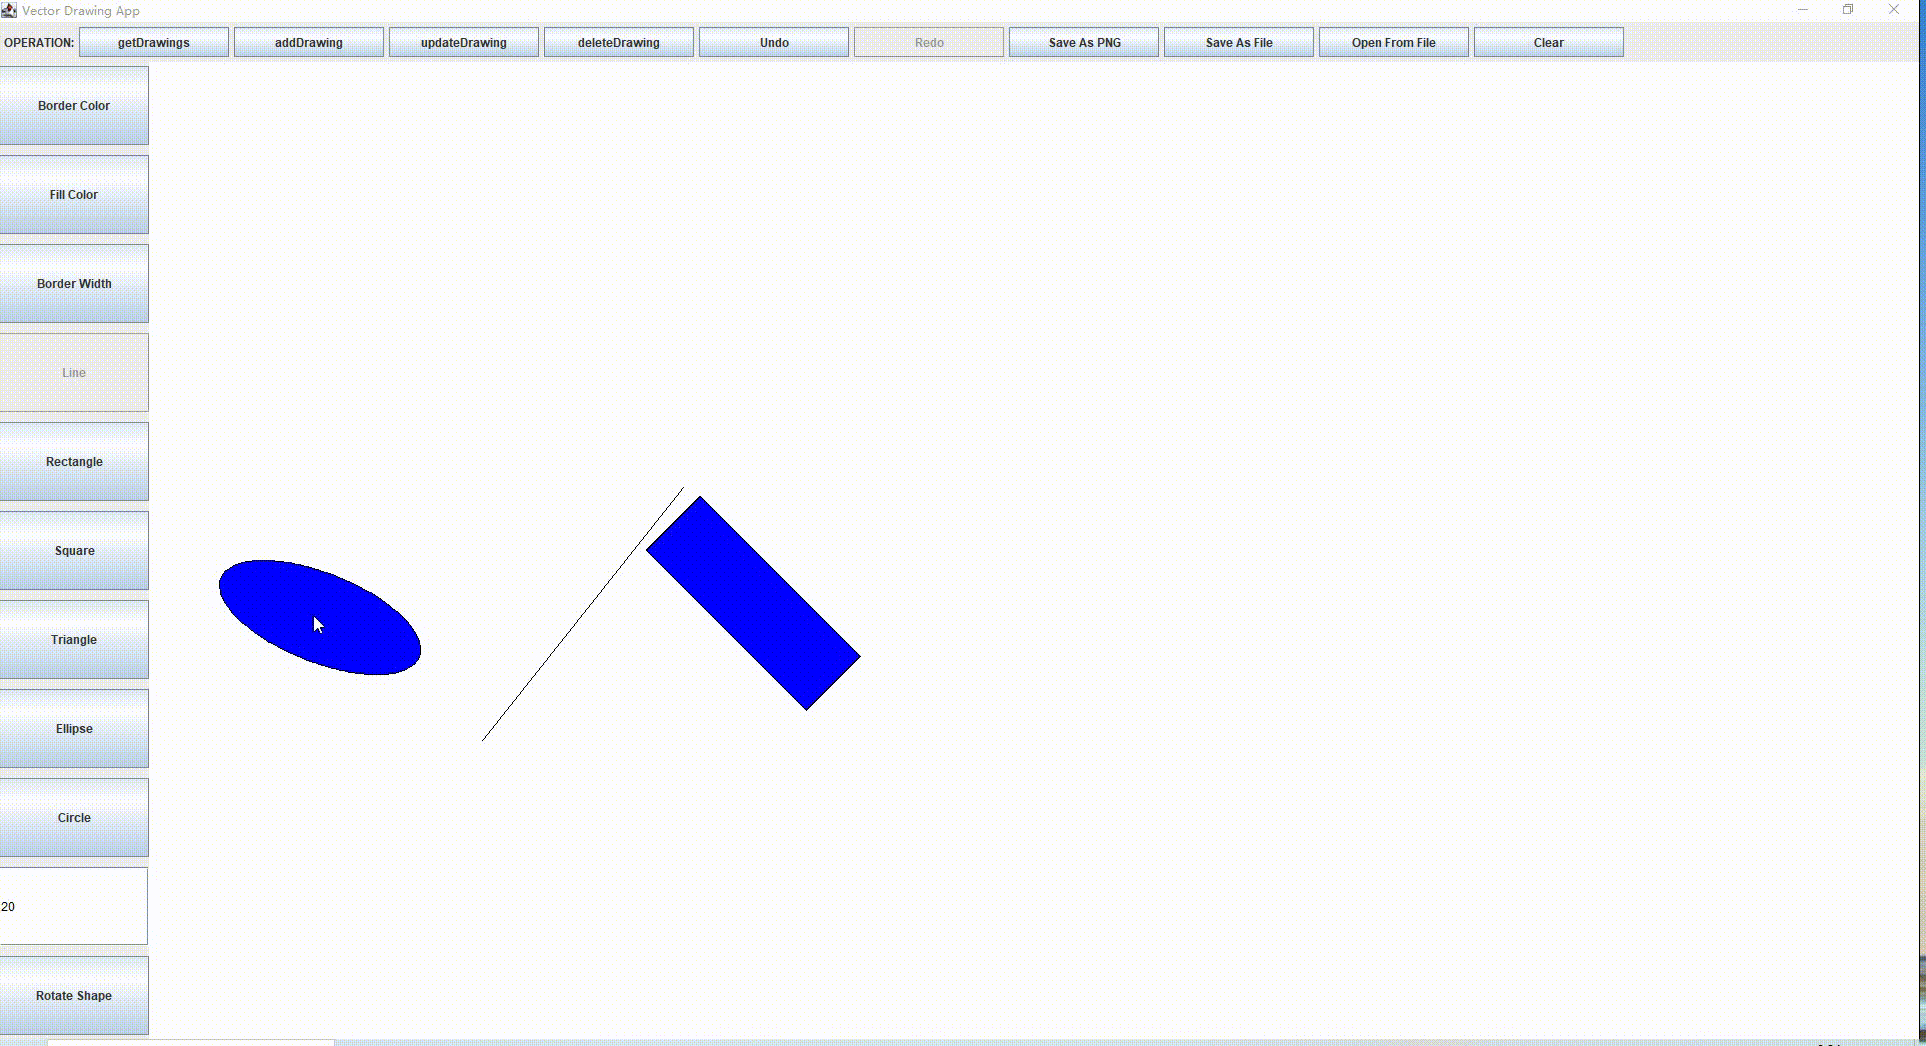 Vector Drawing App
OPERATION: getDrawings addDrawing updateDrawing deleteDrawing Undo Redo Save As PNG Save As File Open From File Clear
Border Color
Fill Color
Border Width
Line
Rectangle
Square
Triangle
Ellipse
Circle
20
Rotate Shape